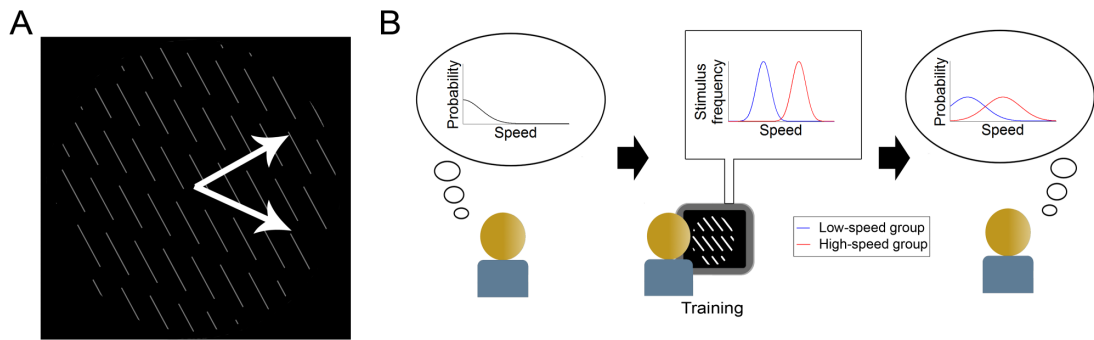 A
B
Probability
Speed
Stimulus
frequency
Speed
Probability
Speed
Low-speed group
High-speed group
Training